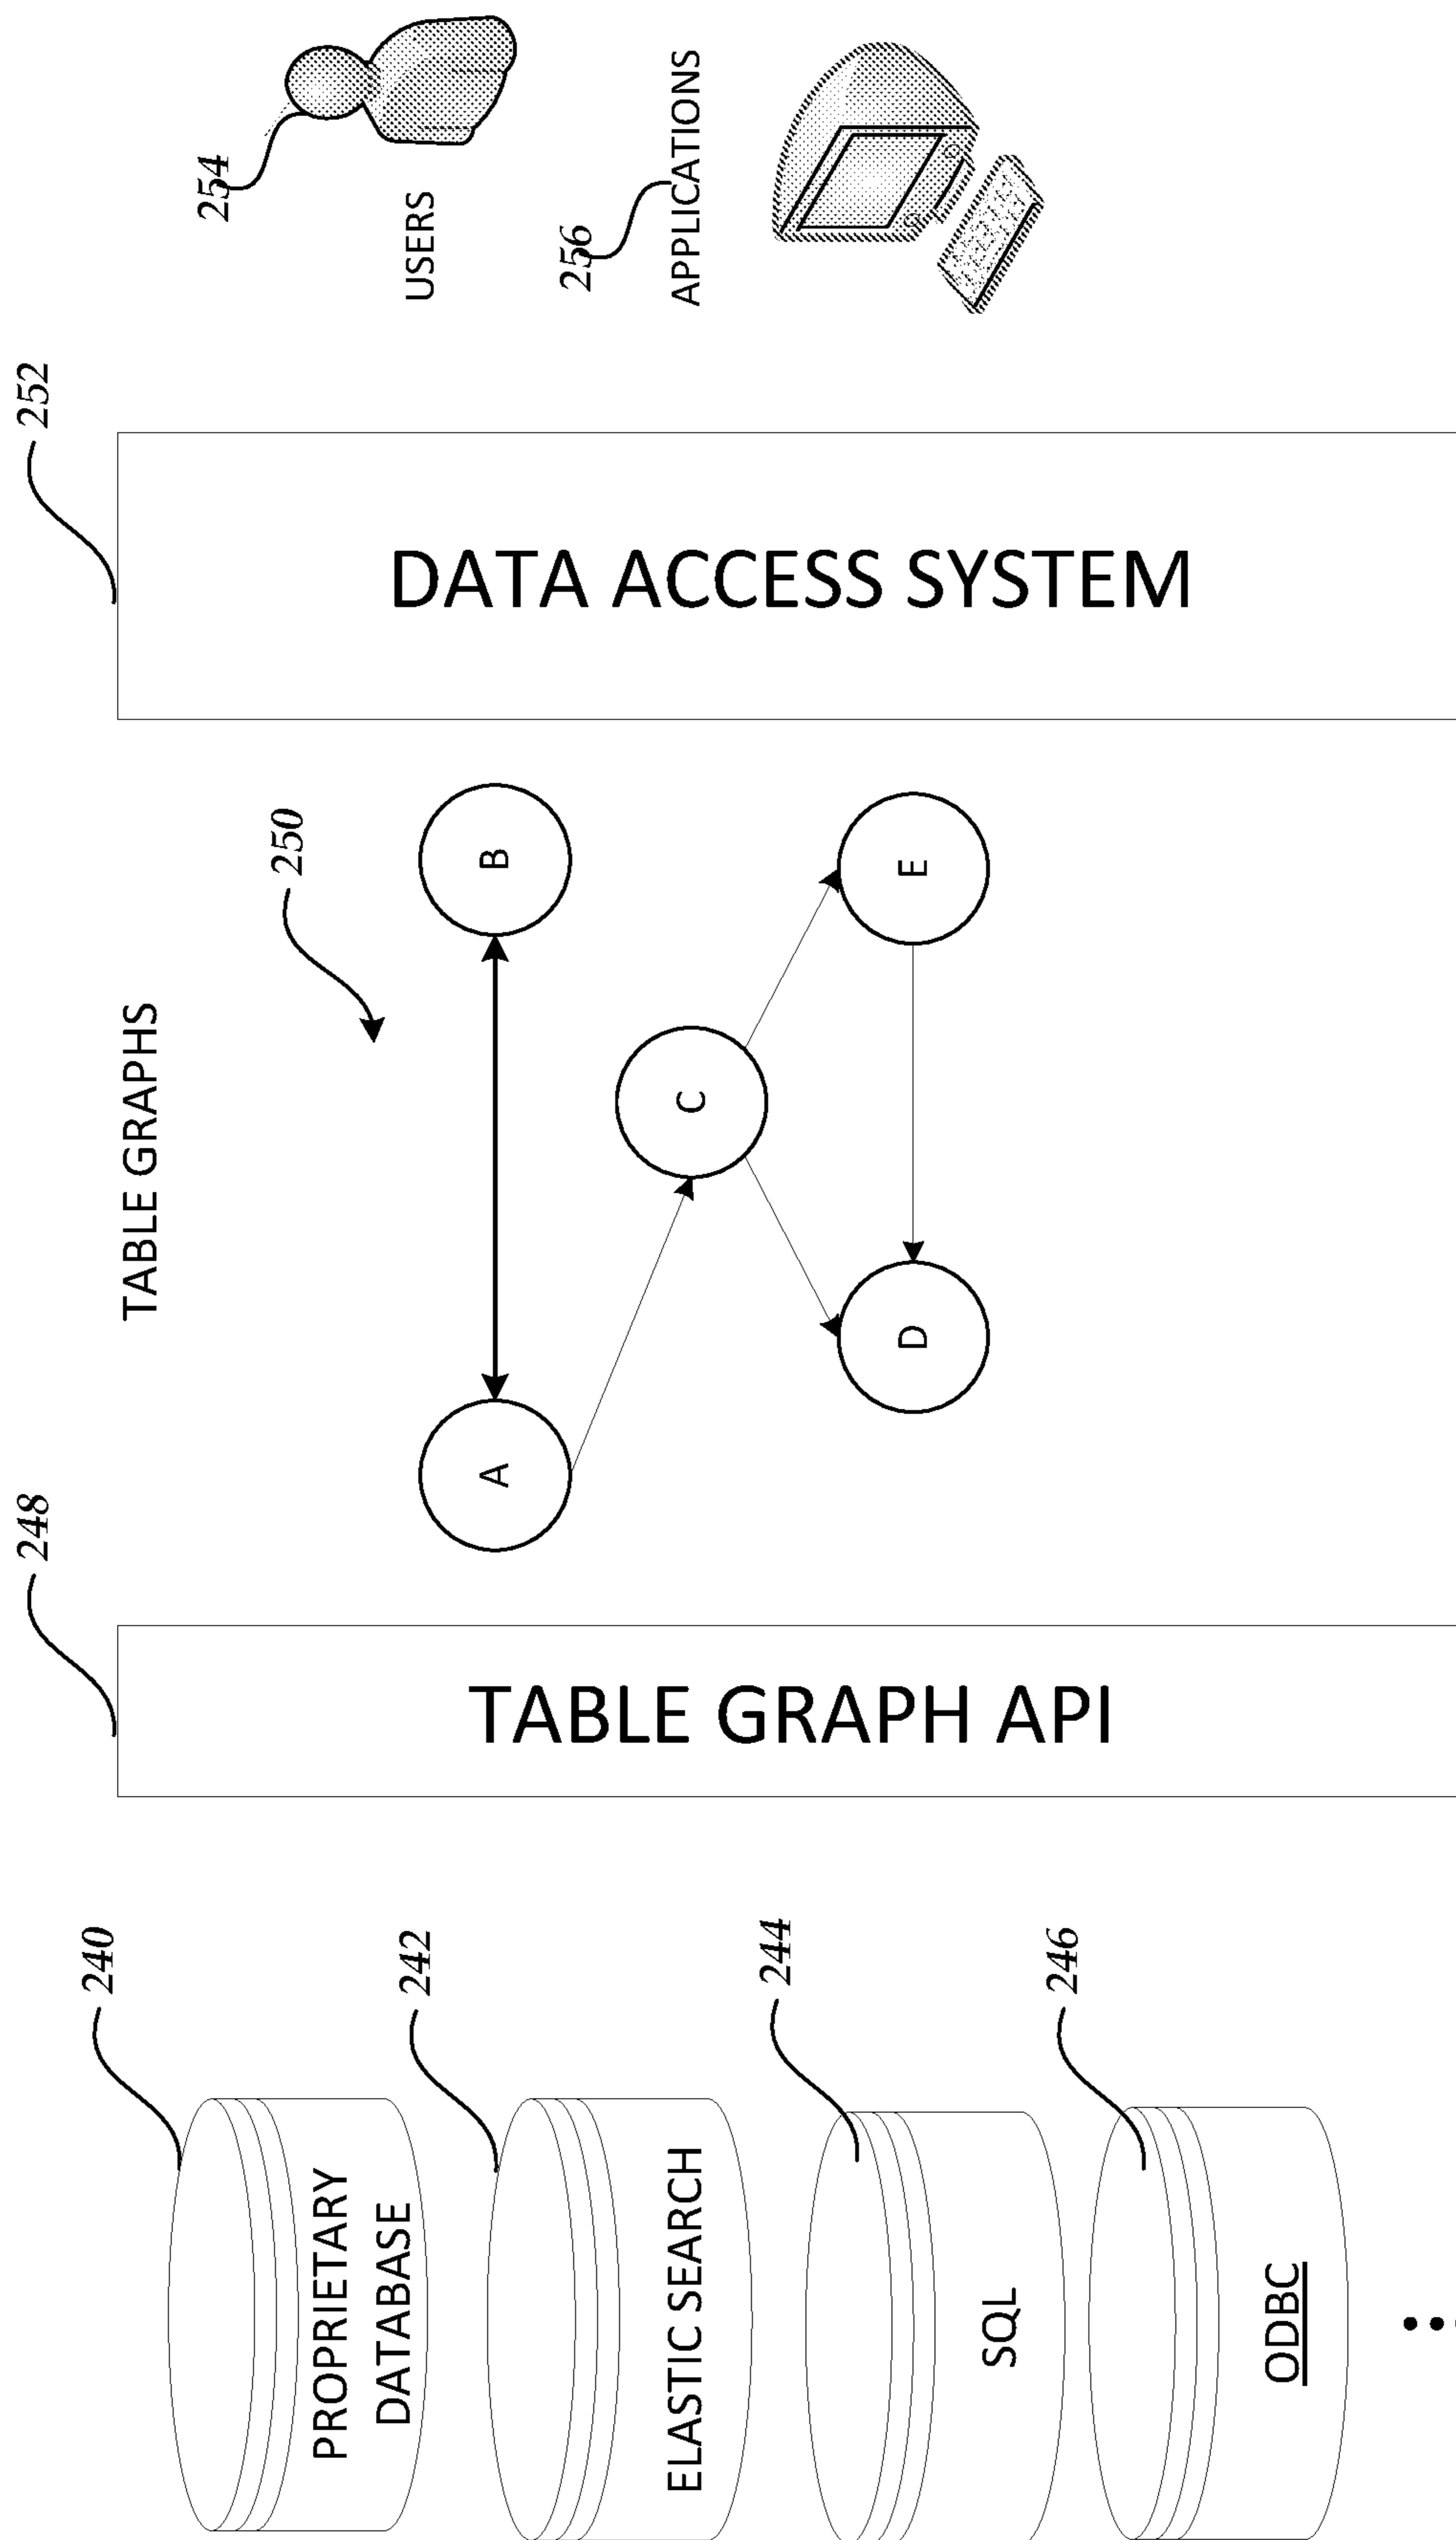 240
PROPRIETARY
DATABASE
242
ELASTIC SEARCH
244
SQL
246
ODBC
248
TABLE GRAPH API
TABLE GRAPHS
250
A
B
C
D
E
252
DATA ACCESS SYSTEM
254
USERS
256
APPLICATIONS